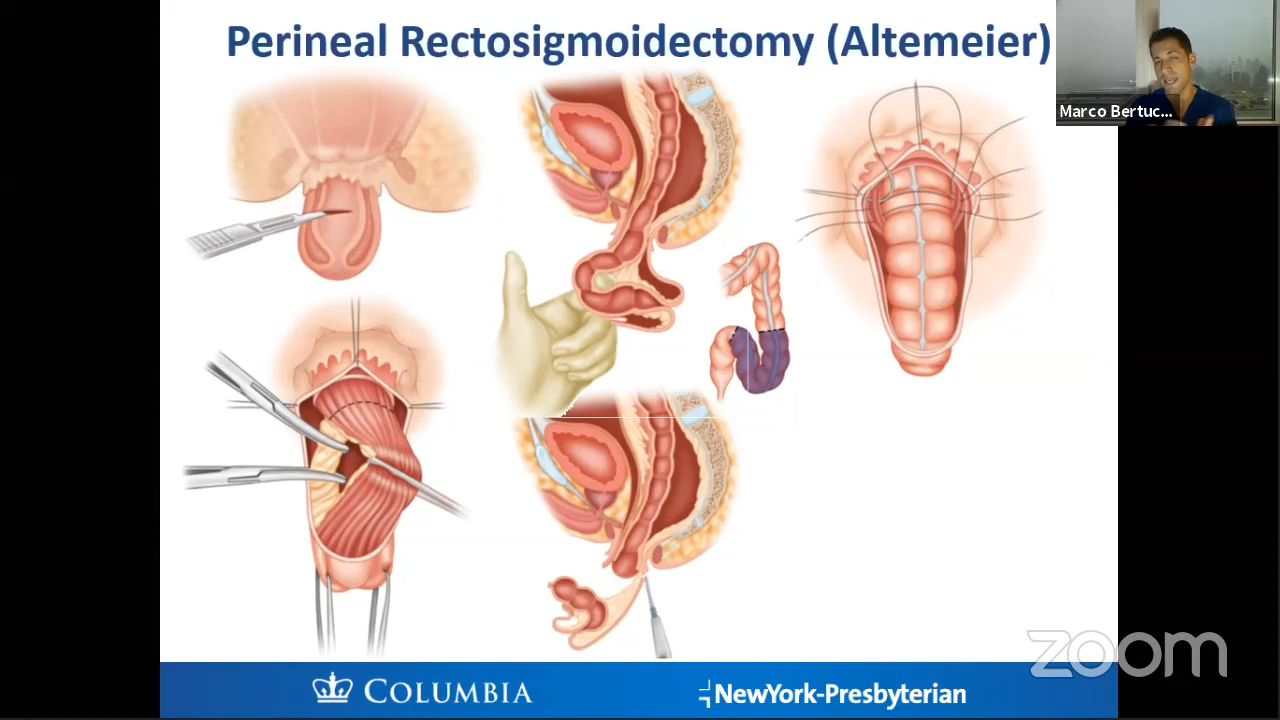 Perineal Rectosigmoidectomy (Altemeier)
Marco Bertuc...
zoom
COLUMBIA
NewYork-Presbyterian